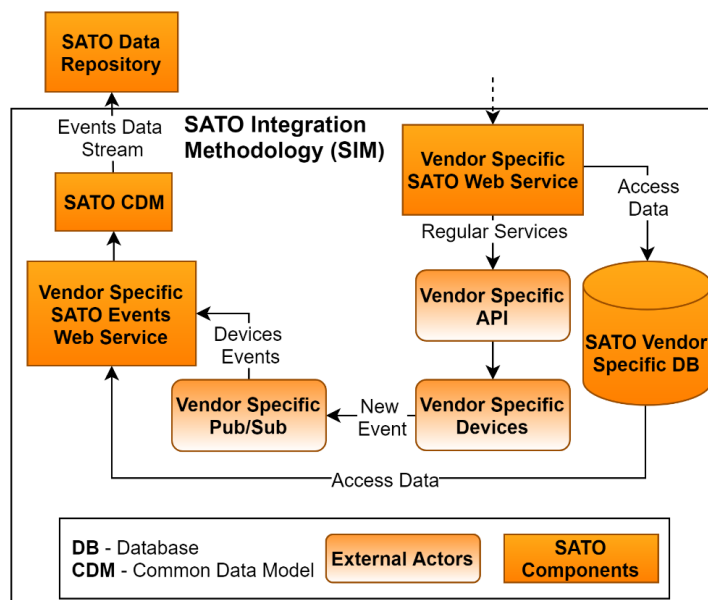 SATO Data
Repository
Events Data
Stream
SATO Integration
Methodology (SIM)
Vendor Specific
SATO Web Service
Access
Data
SATO CDM
Regular Services
Vendor Specific
SATO Events
Web Service
Vendor Specific
API
SATO Vendor
Specific DB
Devices
Events
Vendor Specific
Pub/Sub
New
Event
Vendor Specific
Devices
Access Data
DB - Database
CDM - Common Data Model
External Actors
SATO
Components